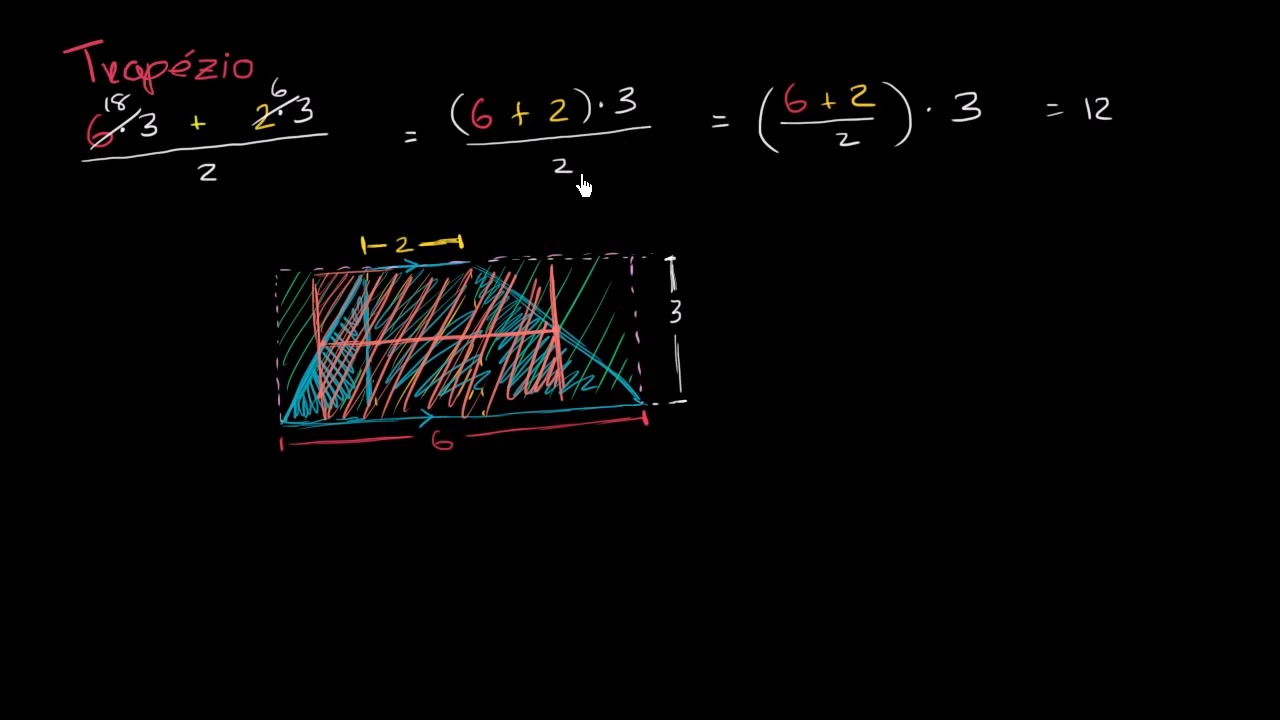 Trapézio
18 6
6·3 + 2·3 / 2 = (6 + 2)·3 / 2 = (6 + 2 / 2)·3 = 12
2
3
6